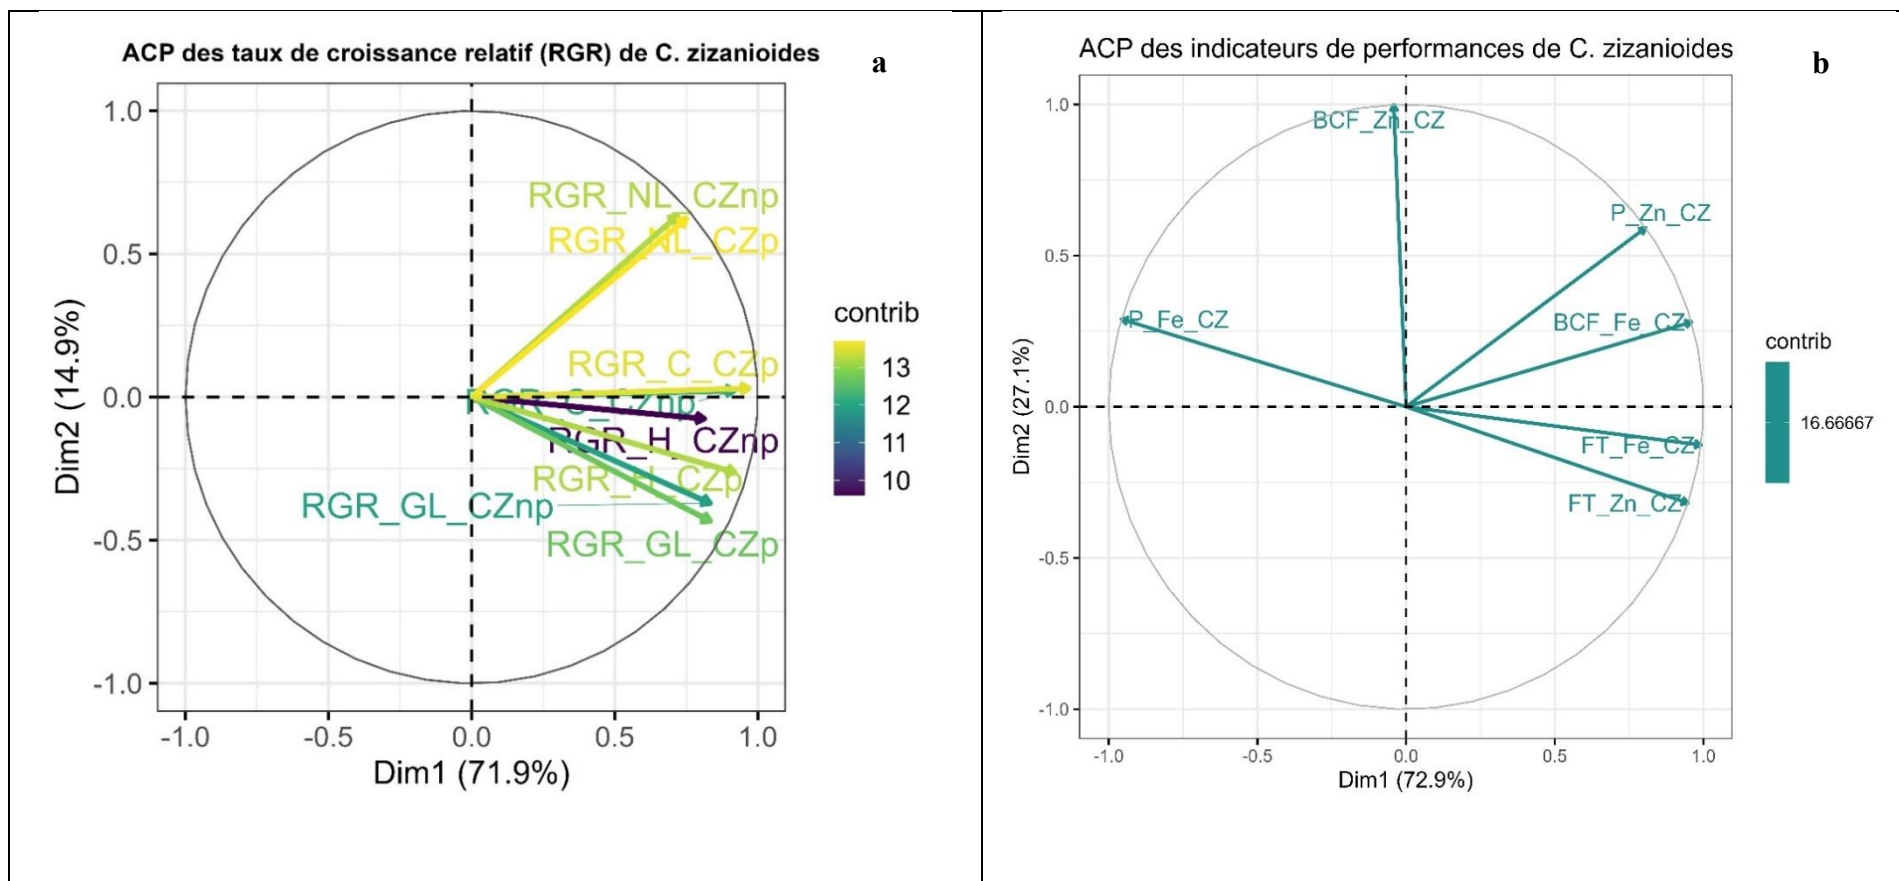 ACP des taux de croissance relatif (RGR) de C. zizanioides
a
1.0
0.5
0.0
-0.5
-1.0
Dim2 (14.9%)
RGR_NL_CZnp
RGR_NL_CZp
RGR_C_CZp
RGR_C_CZnp
RGR_H_CZnp
RGR_H_CZp
RGR_GL_CZnp
RGR_GL_CZp
-1.0
-0.5
0.0
0.5
1.0
Dim1 (71.9%)
contrib
13
12
11
10
ACP des indicateurs de performances de C. zizanioides
b
1.0
0.5
0.0
-0.5
-1.0
Dim2 (27.1%)
BCF_Zn_CZ
P_Zn_CZ
P_Fe_CZ
BCF_Fe_CZ
FT_Fe_CZ
FT_Zn_CZ
-1.0
-0.5
0.0
0.5
1.0
Dim1 (72.9%)
contrib
16.66667